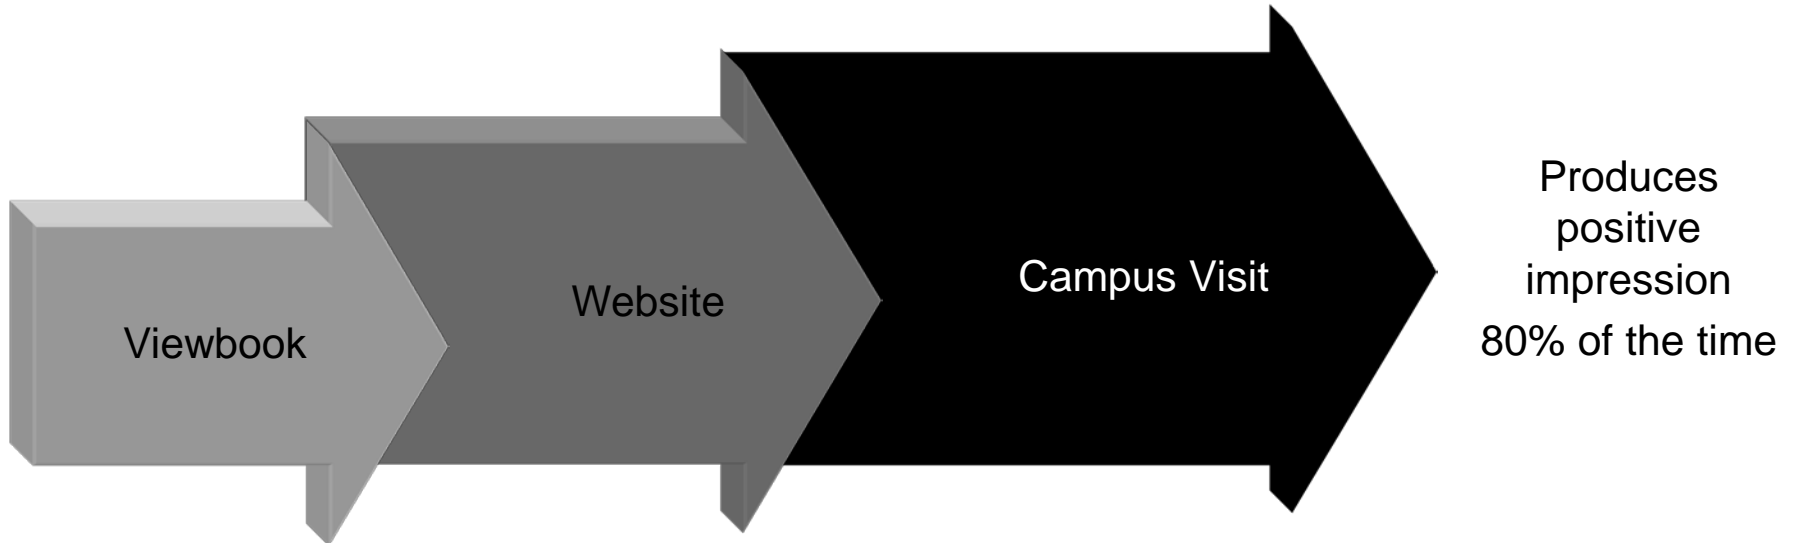 Viewbook
Website
Campus Visit
Produces
positive
impression
80% of the time